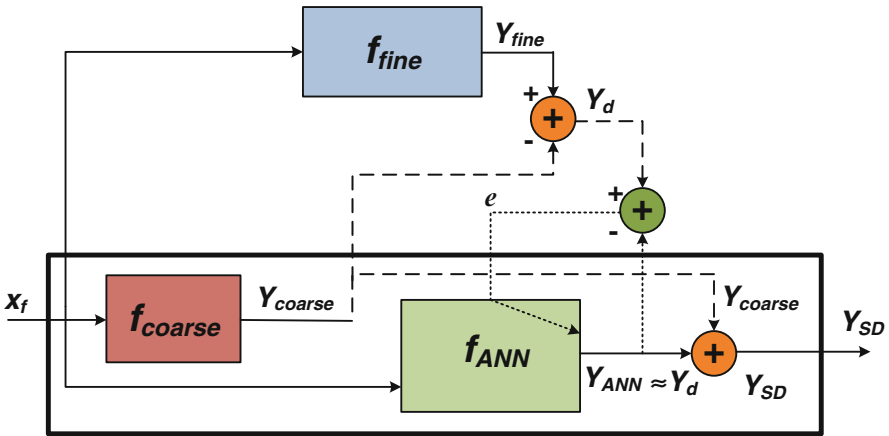 f_fine
Y_fine
+
+
-
Y_d
e
+
+
-
x_f
f_coarse
Y_coarse
Y_coarse
f_ANN
+
Y_SD
Y_ANN ≈ Y_d
Y_SD